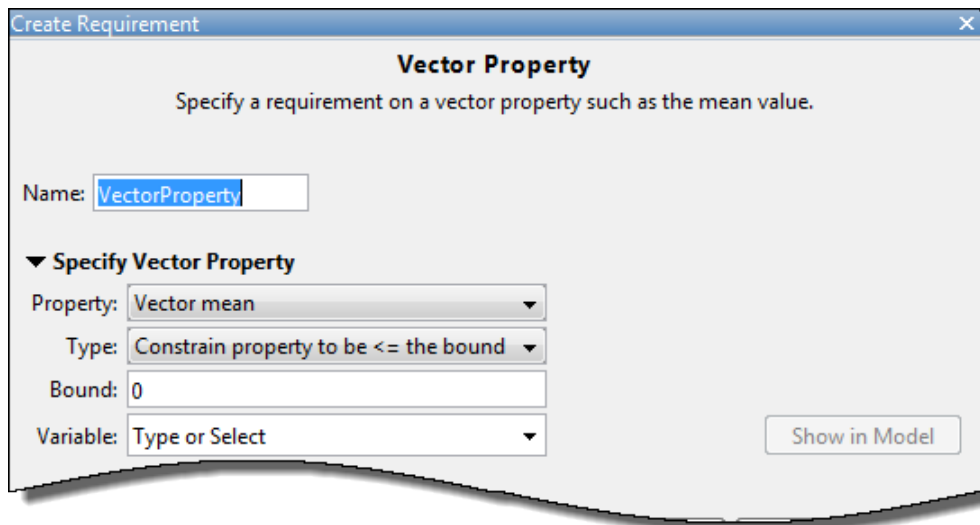 Create Requirement
Vector Property
Specify a requirement on a vector property such as the mean value.
Name: VectorProperty
Specify Vector Property
Property: Vector mean
Type: Constrain property to be <= the bound
Bound: 0
Variable: Type or Select Show in Model